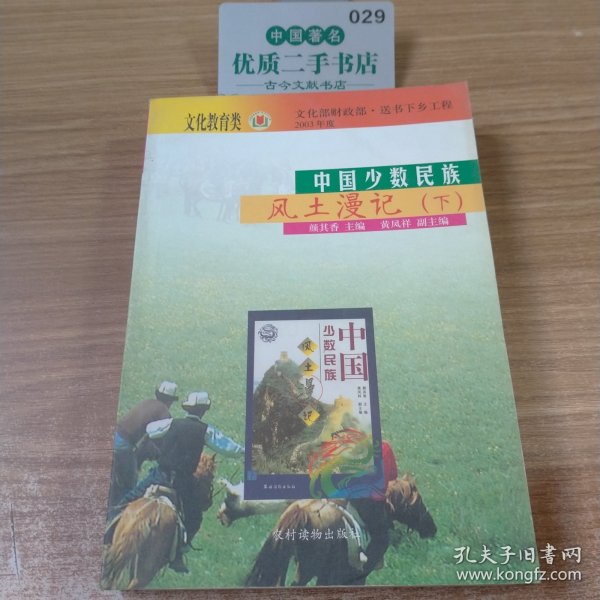 029
中国著名
优质二手书店
古今文献书店
文化教育类
文化部财政部·送书下乡工程
2003年度
中国少数民族
风土漫记（下）
颜其香 主编 黄凤祥 副主编
中国
少数民族
风土漫记
农村读物出版社
孔夫子旧书网
www.kongfz.com